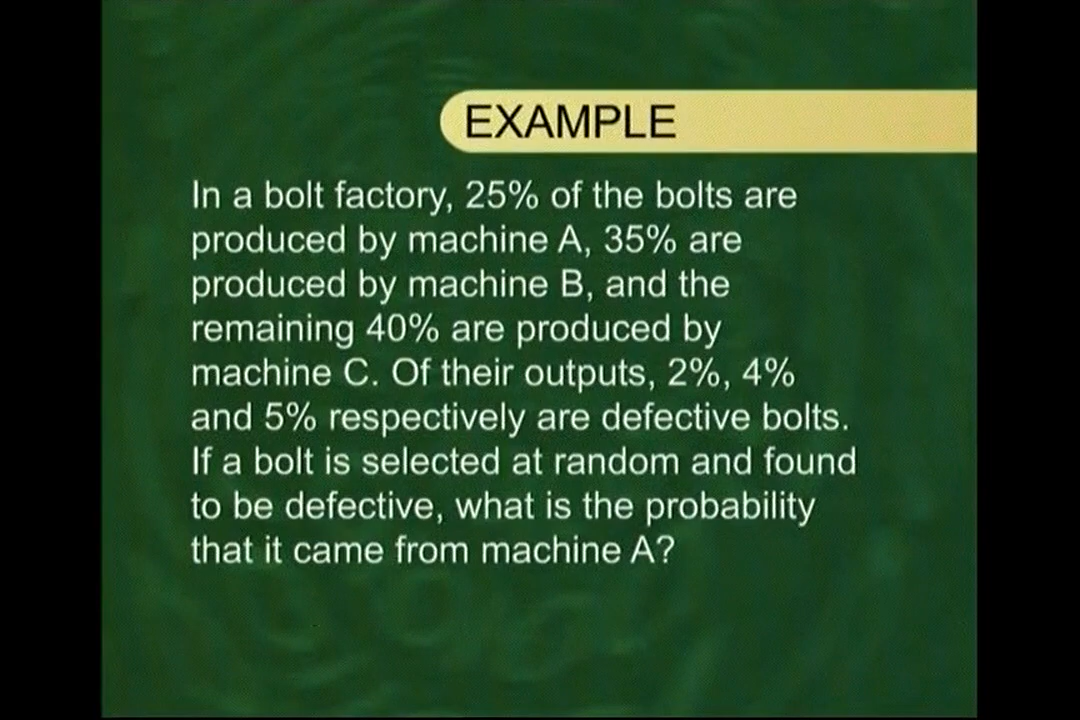 EXAMPLE
In a bolt factory, 25% of the bolts are
produced by machine A, 35% are
produced by machine B, and the
remaining 40% are produced by
machine C. Of their outputs, 2%, 4%
and 5% respectively are defective bolts.
If a bolt is selected at random and found
to be defective, what is the probability
that it came from machine A?